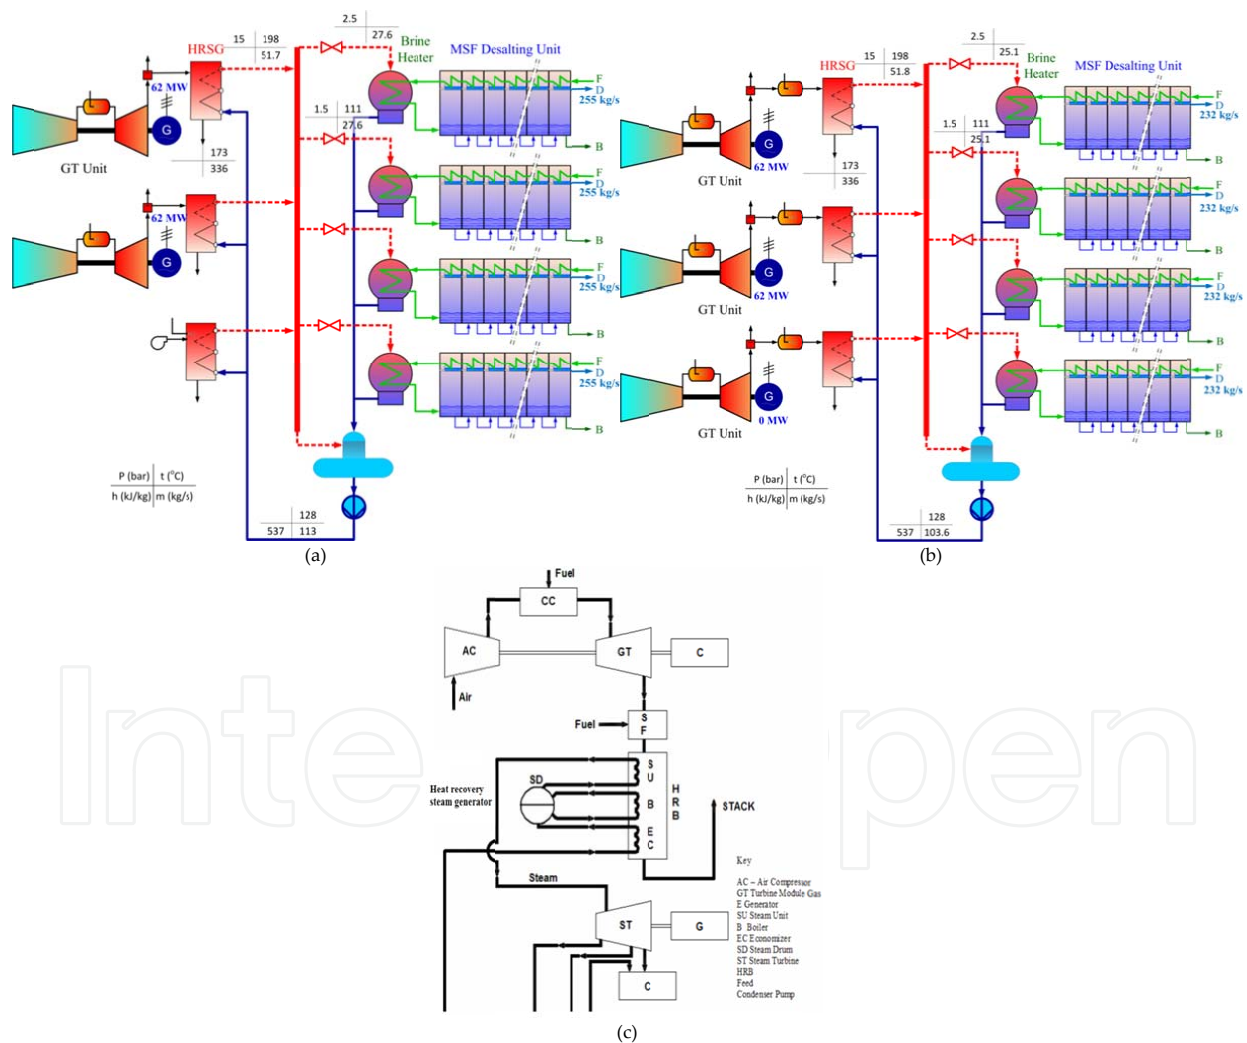 2.5
27.6
15 198
51.7
HRSG
Brine
Heater
MSF Desalting Unit
62 MW
F
D
255 kg/s
1.5 111
27.6
G
B
GT Unit
173
336
62 MW
F
D
255 kg/s
G
B
GT Unit
F
D
255 kg/s
B
F
D
255 kg/s
B
P (bar) t (°C)
h (kJ/kg) m (kg/s)
128
537 113
(a)
2.5
25.1
15 198
51.8
HRSG
Brine
Heater
MSF Desalting Unit
F
D
232 kg/s
1.5 111
25.1
G
B
62 MW
GT Unit
173
336
F
D
232 kg/s
G
B
62 MW
GT Unit
F
D
232 kg/s
B
F
D
232 kg/s
G
0 MW
GT Unit
B
P (bar) t (°C)
h (kJ/kg) m (kg/s)
128
537 103.6
(b)
Fuel
CC
AC
GT
C
Air
Fuel
S
F
S
U
B
E
C
H
R
B
SD
Heat recovery
steam generator
STACK
Steam
ST
G
C
Key
AC – Air Compressor
GT Turbine Module Gas
E Generator
SU Steam Unit
B Boiler
EC Economizer
SD Steam Drum
ST Steam Turbine
HRB
Feed
Condenser Pump
(c)